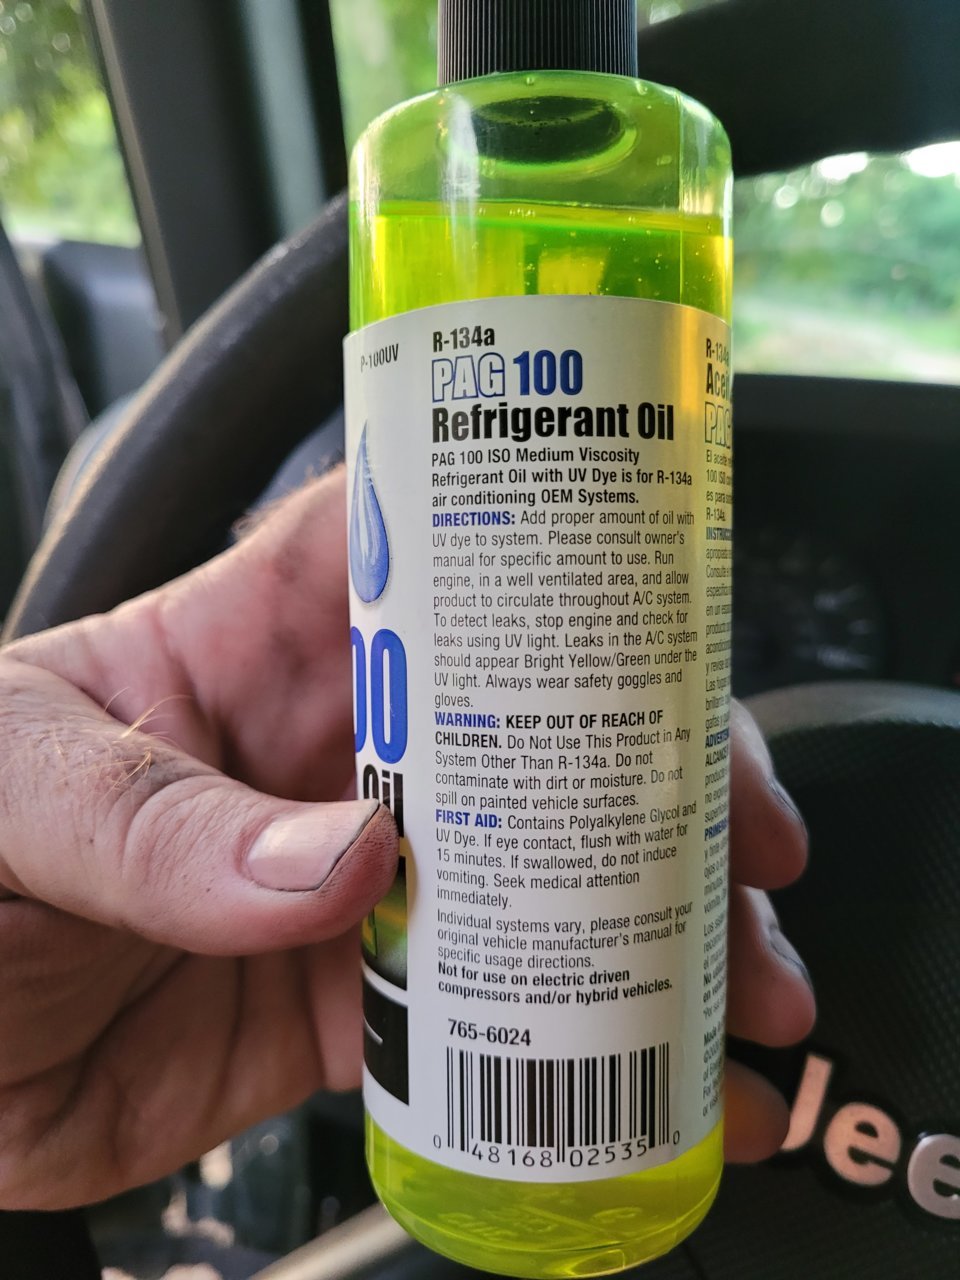 P-100UV
R-134a
PAG 100
Refrigerant Oil
PAG 100 ISO Medium Viscosity
Refrigerant Oil with UV Dye is for R-134a
air conditioning OEM Systems.
DIRECTIONS: Add proper amount of oil with
UV dye to system. Please consult owner's
manual for specific amount to use. Run
engine, in a well ventilated area, and allow
product to circulate throughout A/C system.
To detect leaks, stop engine and check for
leaks using UV light. Leaks in the A/C system
should appear Bright Yellow/Green under the
UV light. Always wear safety goggles and
gloves.
WARNING: KEEP OUT OF REACH OF
CHILDREN. Do Not Use This Product in Any
System Other Than R-134a. Do not
contaminate with dirt or moisture. Do not
spill on painted vehicle surfaces.
FIRST AID: Contains Polyalkylene Glycol and
UV Dye. If eye contact, flush with water for
15 minutes. If swallowed, do not induce
vomiting. Seek medical attention
immediately.
Individual systems vary, please consult your
original vehicle manufacturer's manual for
specific usage directions.
Not for use on electric driven
compressors and/or hybrid vehicles.
765-6024
0 48168 02535 0
00
Oil
R-134a
PAG
El aceite
100 ISO
es para
R-134a.
Jee